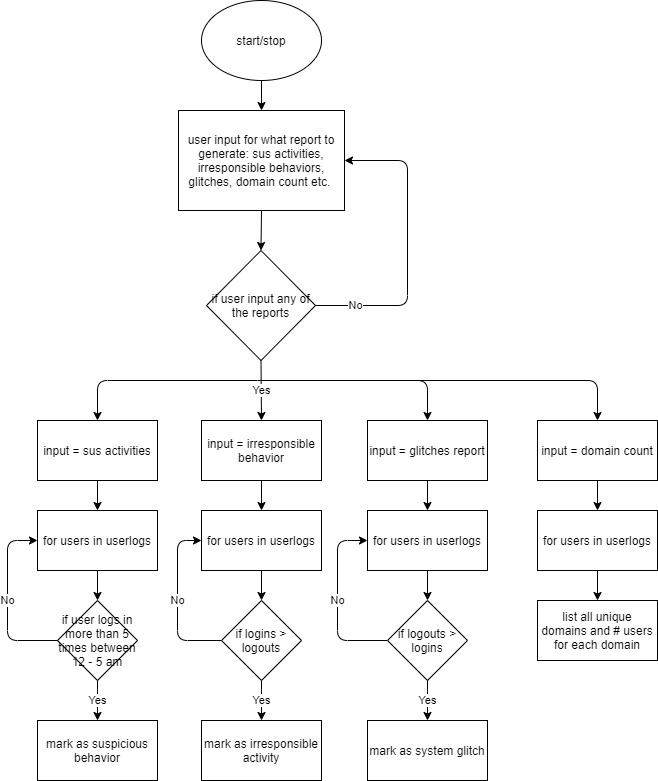 start/stop
user input for what report to
generate: sus activities,
irresponsible behaviors,
glitches, domain count etc.
if user input any of
the reports
No
Yes
input = sus activities
input = irresponsible
behavior
input = glitches report
input = domain count
for users in userlogs
for users in userlogs
for users in userlogs
for users in userlogs
No
if user logs in
more than 5
times between
12 - 5 am
No
if logins >
logouts
No
if logouts >
logins
list all unique
domains and # users
for each domain
Yes
Yes
Yes
mark as suspicious
behavior
mark as irresponsible
activity
mark as system glitch